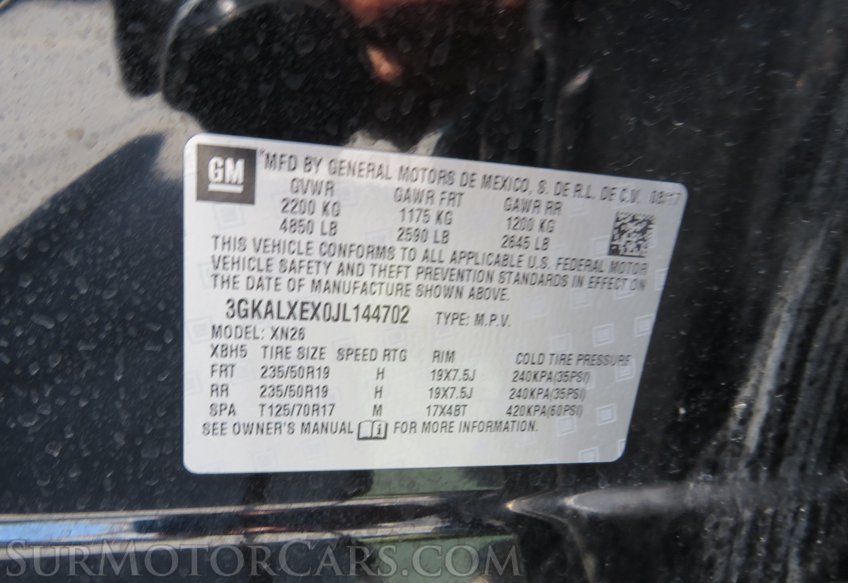 GM *MFD BY GENERAL MOTORS DE MEXICO, S. DE R.L. DE C.V. 08/17
GVWR GAWR FRT GAWR RR
2200 KG 1175 KG 1200 KG
4850 LB 2590 LB 2645 LB
THIS VEHICLE CONFORMS TO ALL APPLICABLE U.S. FEDERAL MOTOR
VEHICLE SAFETY AND THEFT PREVENTION STANDARDS IN EFFECT ON
THE DATE OF MANUFACTURE SHOWN ABOVE.
3GKALXEX0JL144702 TYPE: M.P.V.
MODEL: XN26
XBH5 TIRE SIZE SPEED RTG RIM COLD TIRE PRESSURE
FRT 235/50R19 H 19X7.5J 240KPA(35PSI)
RR 235/50R19 H 19X7.5J 240KPA(35PSI)
SPA T125/70R17 M 17X4BT 420KPA(60PSI)
SEE OWNER'S MANUAL i FOR MORE INFORMATION.
SURMOTORCARS.COM